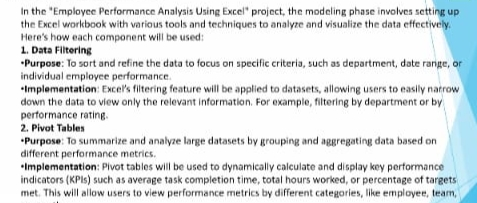 In the "Employee Performance Analysis Using Excel" project, the modeling phase involves setting up
the Excel workbook with various tools and techniques to analyze and visualize the data effectively.
Here's how each component will be used:
1. Data Filtering
•Purpose: To sort and refine the data to focus on specific criteria, such as department, date range, or
individual employee performance.
•Implementation: Excel's filtering feature will be applied to datasets, allowing users to easily narrow
down the data to view only the relevant information. For example, filtering by department or by
performance rating.
2. Pivot Tables
•Purpose: To summarize and analyze large datasets by grouping and aggregating data based on
different performance metrics.
•Implementation: Pivot tables will be used to dynamically calculate and display key performance
indicators (KPIs) such as average task completion time, total hours worked, or percentage of targets
met. This will allow users to view performance metrics by different categories, like employee, team,